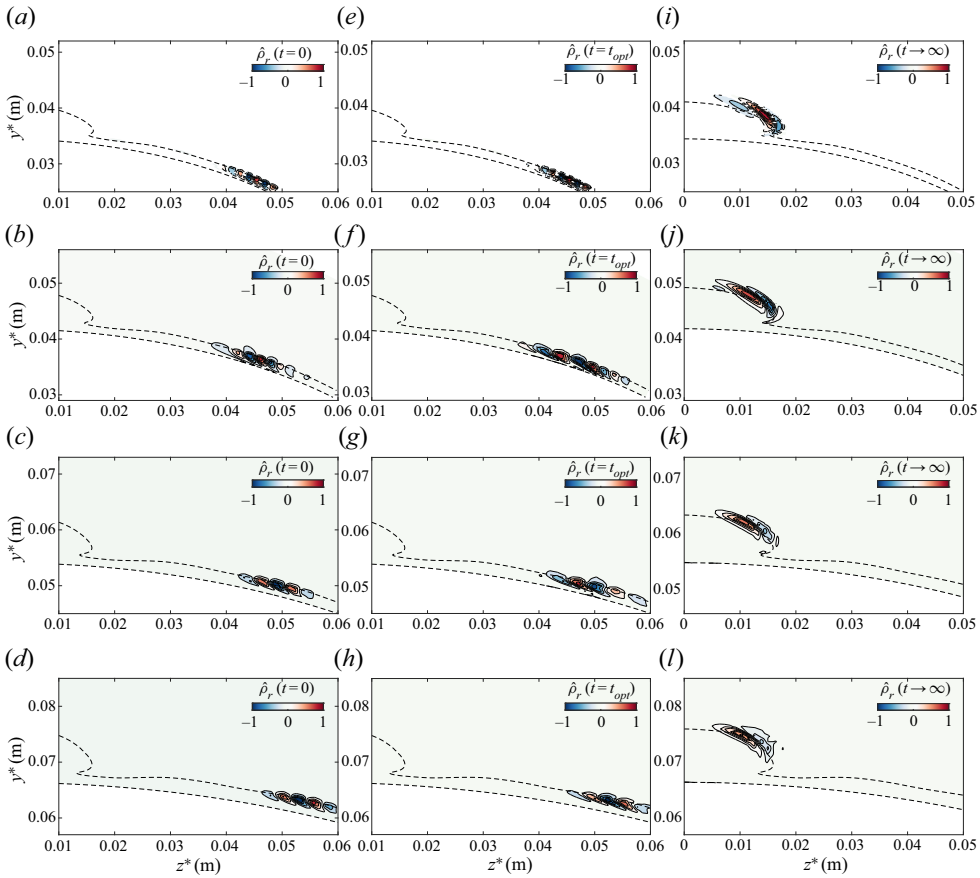 (a) (e) (i)
0.05 0.05 0.05
ρ̂r (t=0) ρ̂r (t=topt) ρ̂r (t→∞)
–1 0 1 –1 0 1 –1 0 1
y* (m) 0.04 0.04 0.04
0.03 0.03 0.03
0.01 0.02 0.03 0.04 0.05 0.06 0.01 0.02 0.03 0.04 0.05 0.06 0.01 0.02 0.03 0.04 0.05
(b) (f) (j)
ρ̂r (t=0) ρ̂r (t=topt) ρ̂r (t→∞)
0.05 0.05 0.05
–1 0 1 –1 0 1 –1 0 1
y* (m) 0.04 0.04 0.04
0.03 0.03 0.03
0.01 0.02 0.03 0.04 0.05 0.06 0.01 0.02 0.03 0.04 0.05 0.06 0 0.01 0.02 0.03 0.04 0.05
(c) (g) (k)
0.07 0.07 0.07
ρ̂r (t=0) ρ̂r (t=topt) ρ̂r (t→∞)
–1 0 1 –1 0 1 –1 0 1
y* (m) 0.06 0.06 0.06
0.05 0.05 0.05
0.01 0.02 0.03 0.04 0.05 0.06 0.01 0.02 0.03 0.04 0.05 0.06 0 0.01 0.02 0.03 0.04 0.05
(d) (h) (l)
ρ̂r (t=0) ρ̂r (t=topt) ρ̂r (t→∞)
0.08 0.08 0.08
–1 0 1 –1 0 1 –1 0 1
y* (m) 0.07 0.07 0.07
0.06 0.06 0.06
0.01 0.02 0.03 0.04 0.05 0.06 0.01 0.02 0.03 0.04 0.05 0.06 0 0.01 0.02 0.03 0.04 0.05
z* (m) z* (m) z* (m)